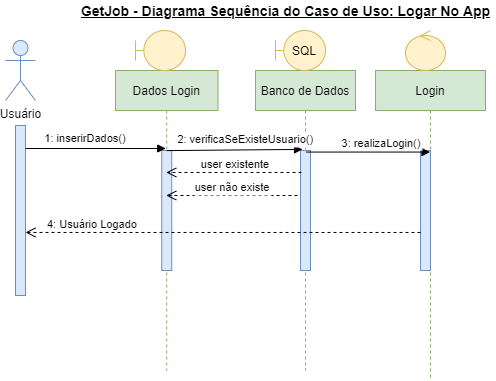 GetJob - Diagrama Sequência do Caso de Uso: Logar No App
SQL
Usuário
Dados Login
Banco de Dados
Login
1: inserirDados()
2: verificaSeExisteUsuario()
3: realizaLogin()
user existente
user não existe
4: Usuário Logado